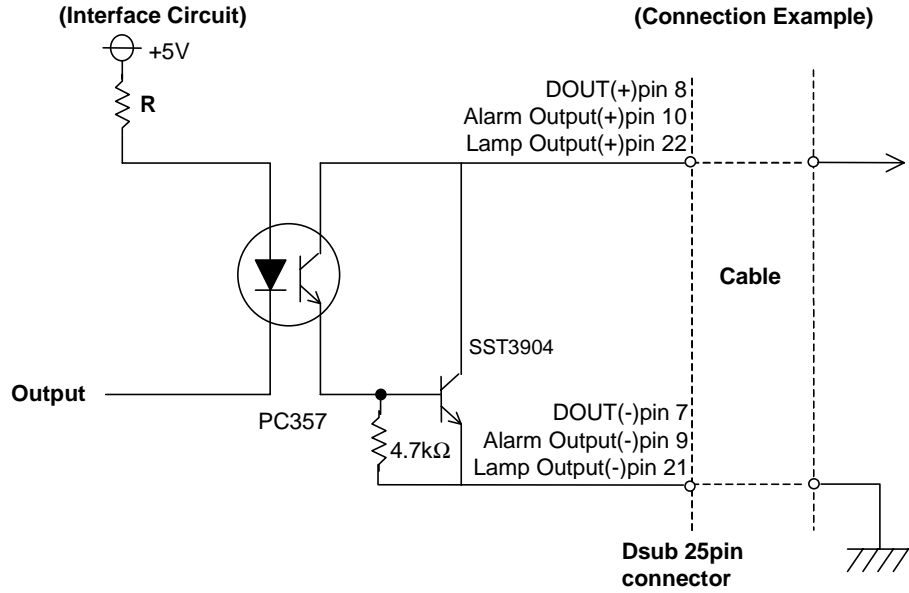 (Interface Circuit)
(Connection Example)
+5V
R
DOUT(+)pin 8
Alarm Output(+)pin 10
Lamp Output(+)pin 22
Cable
SST3904
Output
PC357
4.7kΩ
DOUT(-)pin 7
Alarm Output(-)pin 9
Lamp Output(-)pin 21
Dsub 25pin
connector